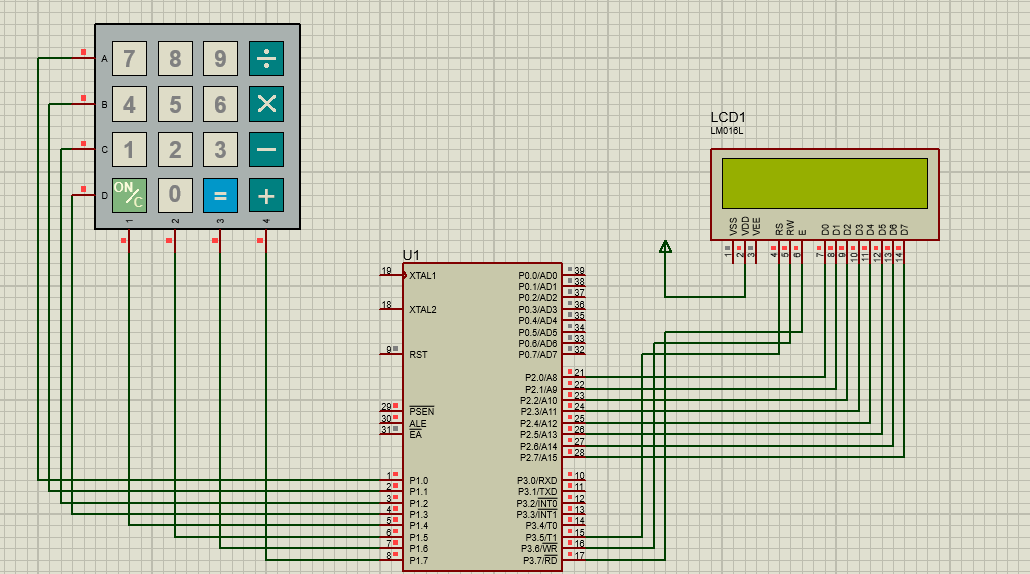 A 7 8 9 ÷
B 4 5 6 ×
C 1 2 3 −
D ON/C 0 = +
1 2 3 4
LCD1
LM016L
VSS VDD VEE RS RW E D0 D1 D2 D3 D4 D5 D6 D7
1 2 3 4 5 6 7 8 9 10 11 12 13 14
U1
19 XTAL1 P0.0/AD0 39
P0.1/AD1 38
P0.2/AD2 37
18 XTAL2 P0.3/AD3 36
P0.4/AD4 35
P0.5/AD5 34
P0.6/AD6 33
9 RST P0.7/AD7 32
P2.0/A8 21
P2.1/A9 22
P2.2/A10 23
29 PSEN P2.3/A11 24
30 ALE P2.4/A12 25
31 EA P2.5/A13 26
P2.6/A14 27
P2.7/A15 28
1 P1.0 P3.0/RXD 10
2 P1.1 P3.1/TXD 11
3 P1.2 P3.2/INT0 12
4 P1.3 P3.3/INT1 13
5 P1.4 P3.4/T0 14
6 P1.5 P3.5/T1 15
7 P1.6 P3.6/WR 16
8 P1.7 P3.7/RD 17